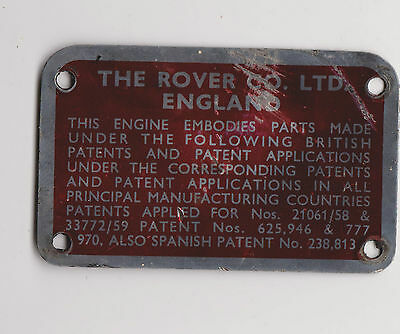 THE ROVER CO. LTD.
ENGLAND
THIS ENGINE EMBODIES PARTS MADE
UNDER THE FOLLOWING BRITISH
PATENTS AND PATENT APPLICATIONS
UNDER THE CORRESPONDING PATENTS
AND PATENT APPLICATIONS IN ALL
PRINCIPAL MANUFACTURING COUNTRIES
PATENTS APPLIED FOR Nos. 21061/58 &
33772/59 PATENT Nos. 625,946 & 777
970, ALSO SPANISH PATENT No. 238,813